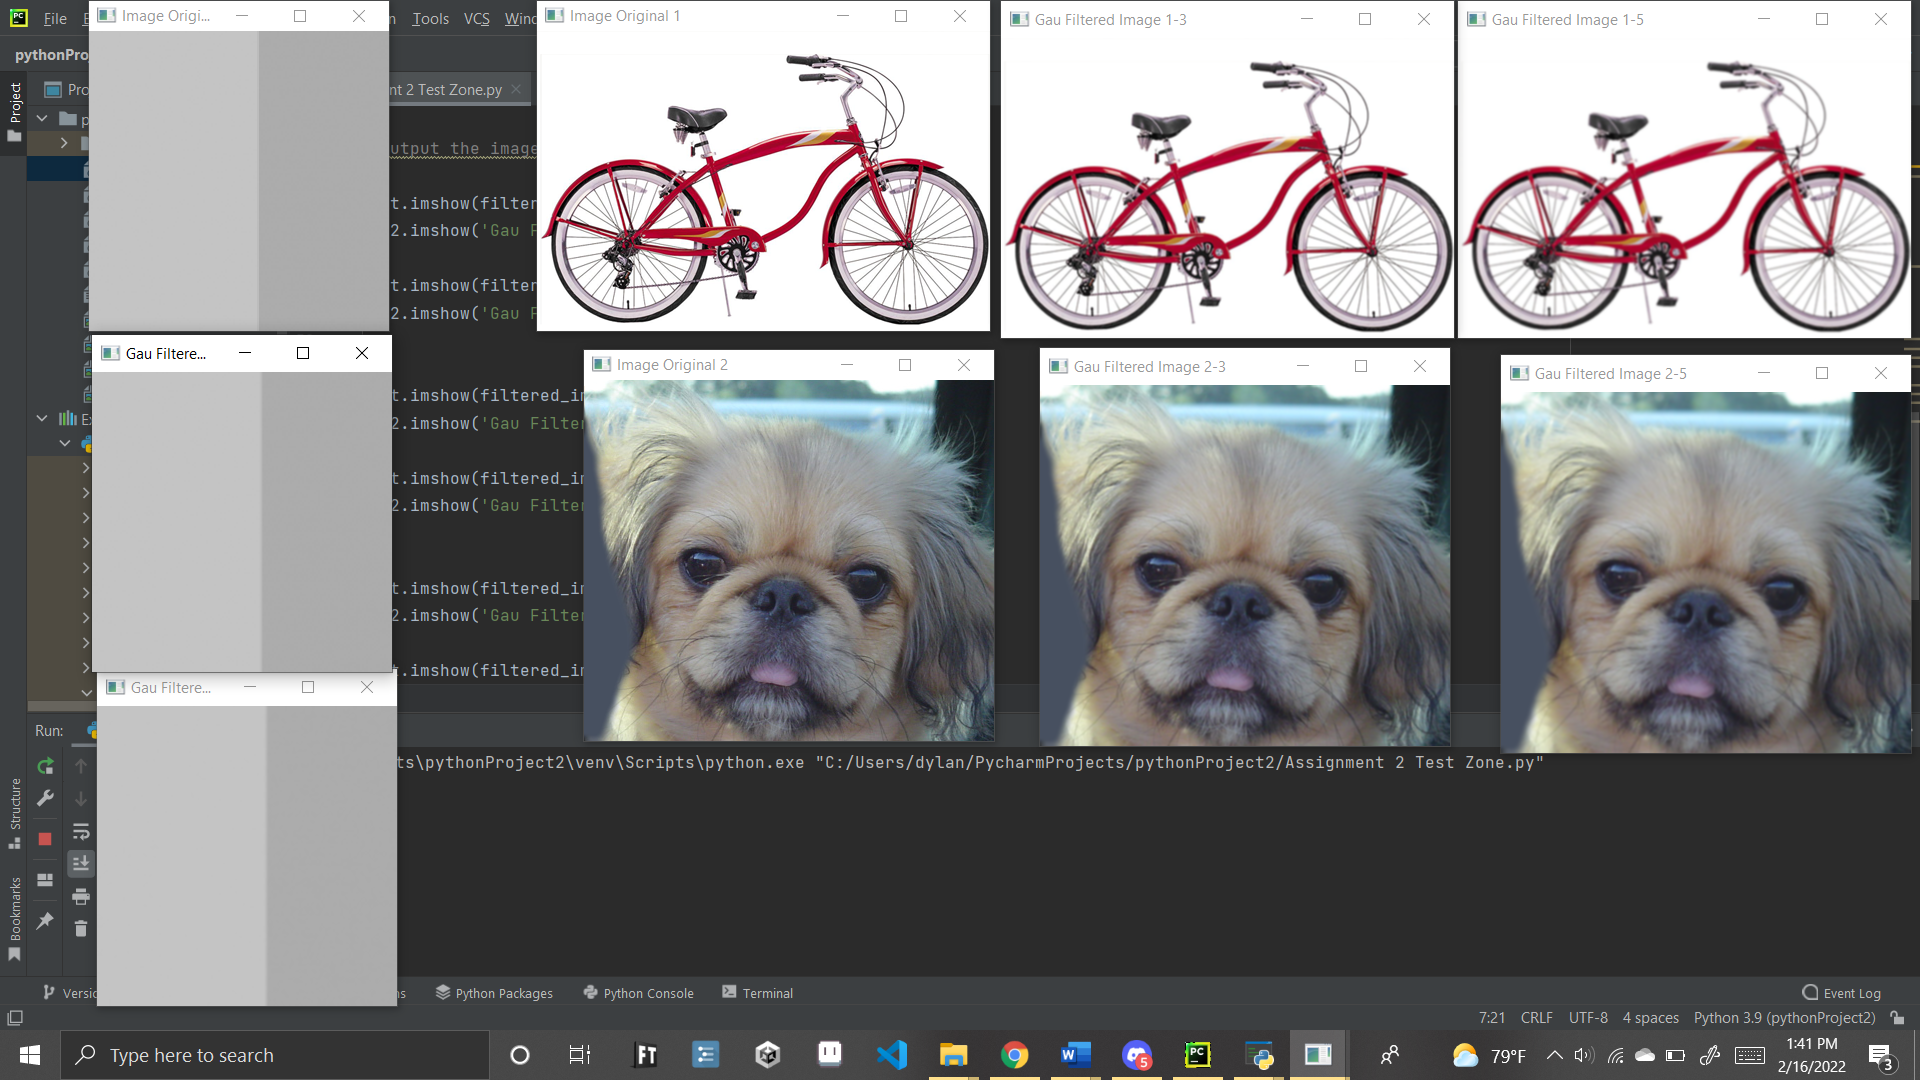 File
Tools
VCS
Image Origi...
Image Original 1
Gau Filtered Image 1-3
Gau Filtered Image 1-5
Project
nt 2 Test Zone.py
utput the image
t.imshow(filtered
2.imshow('Gau F
t.imshow(filtered
2.imshow('Gau F
Gau Filtere...
Image Original 2
Gau Filtered Image 2-3
Gau Filtered Image 2-5
t.imshow(filtered_i
2.imshow('Gau Filte
t.imshow(filtered_i
2.imshow('Gau Filte
t.imshow(filtered_i
2.imshow('Gau Filte
t.imshow(filtered_i
Gau Filtere...
Run:
ts\pythonProject2\venv\Scripts\python.exe "C:/Users/dylan/PycharmProjects/pythonProject2/Assignment 2 Test Zone.py"
Structure
Bookmarks
Python Packages
Python Console
Terminal
Event Log
7:21 CRLF UTF-8 4 spaces Python 3.9 (pythonProject2)
Type here to search
FT
PC
5
79°F
1:41 PM
2/16/2022
3